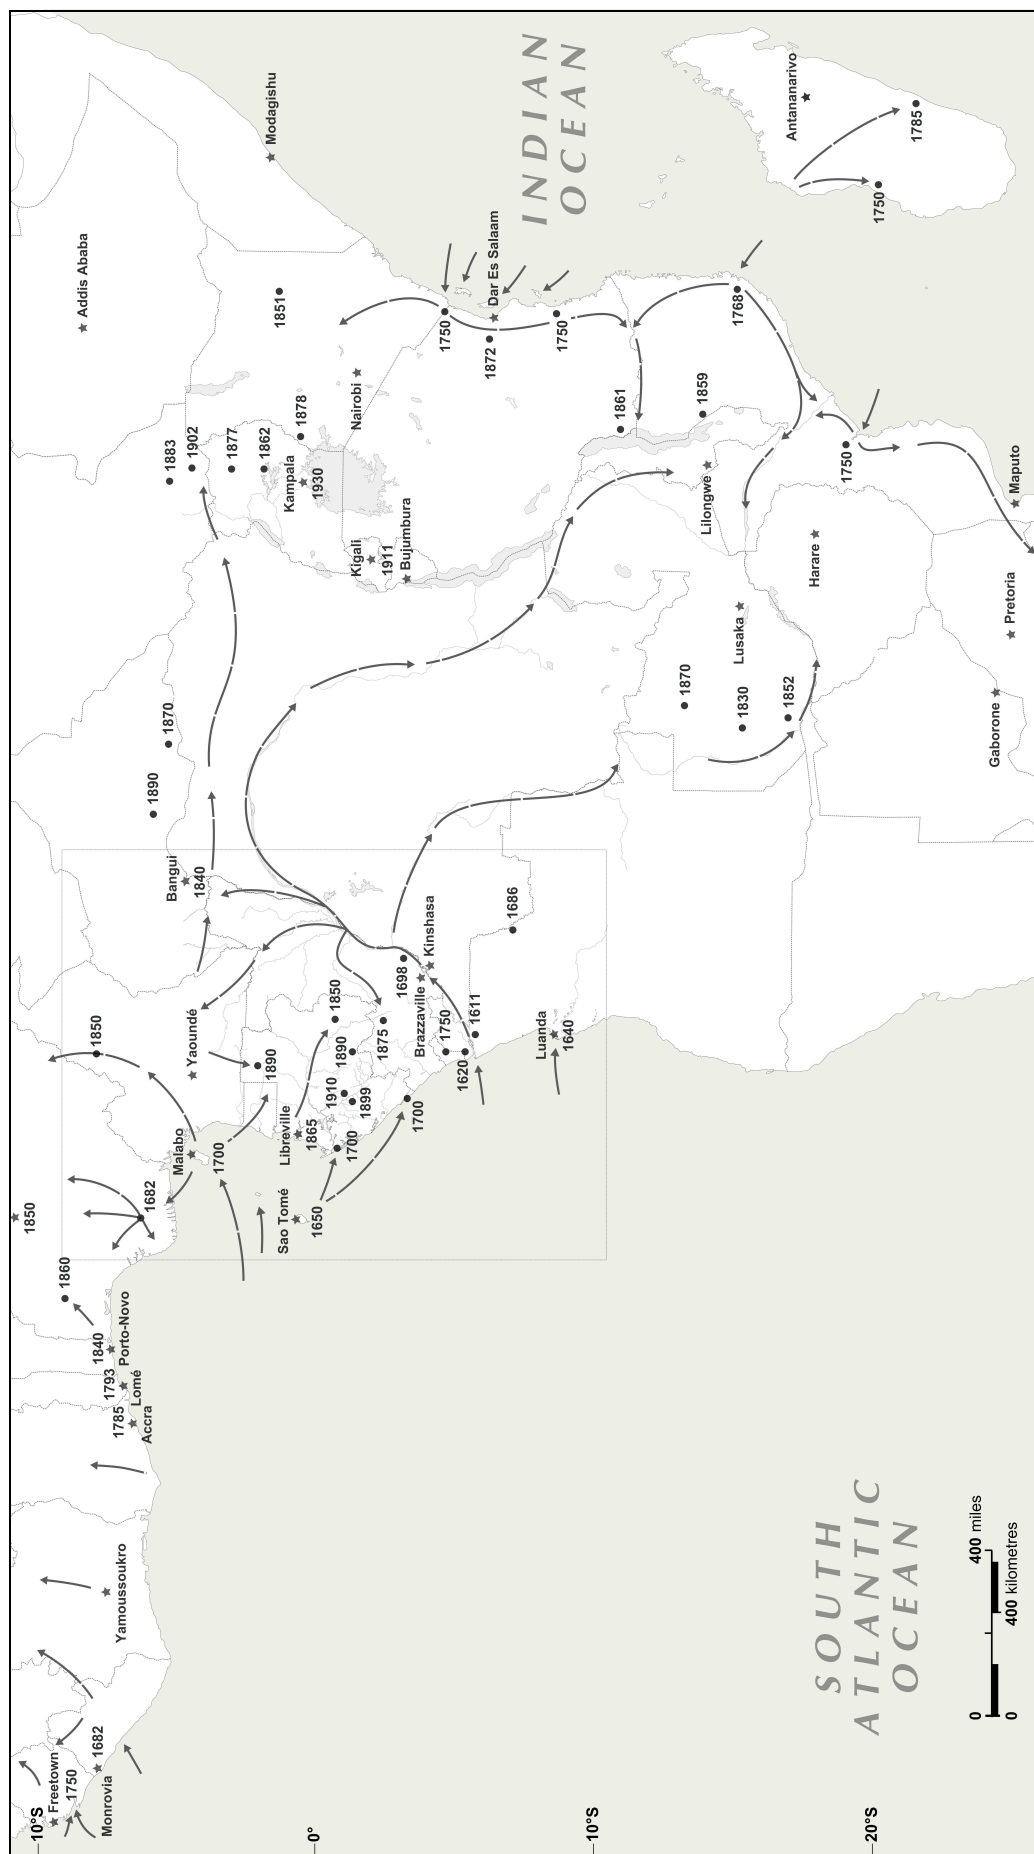 10°S
0°
10°S
20°S
Freetown
1750
Monrovia
1682
Yamoussoukro
Accra
1785
Lomé
1793
Porto-Novo
1840
1860
1850
1682
Malabo
1700
Yaoundé
1850
Bangui
1840
1890
1870
1883
1902
1877
1862
1878
Kampala
1930
Kigali
1911
Bujumbura
Nairobi
1851
Addis Ababa
Modagishu
Sao Tomé
1650
Libreville
1865
1700
1910
1899
1890
1850
1890
1875
1700
Brazzaville
1698
Kinshasa
1750
1620
1611
Luanda
1640
1686
1750
1872
Dar Es Salaam
1750
1861
1859
1768
1750
Lilongwe
Lusaka
Harare
1870
1830
1852
Gaborone
Pretoria
Maputo
Antananarivo
1785
1750
INDIAN
OCEAN
SOUTH
ATLANTIC
OCEAN
0
400 miles
0
400 kilometres